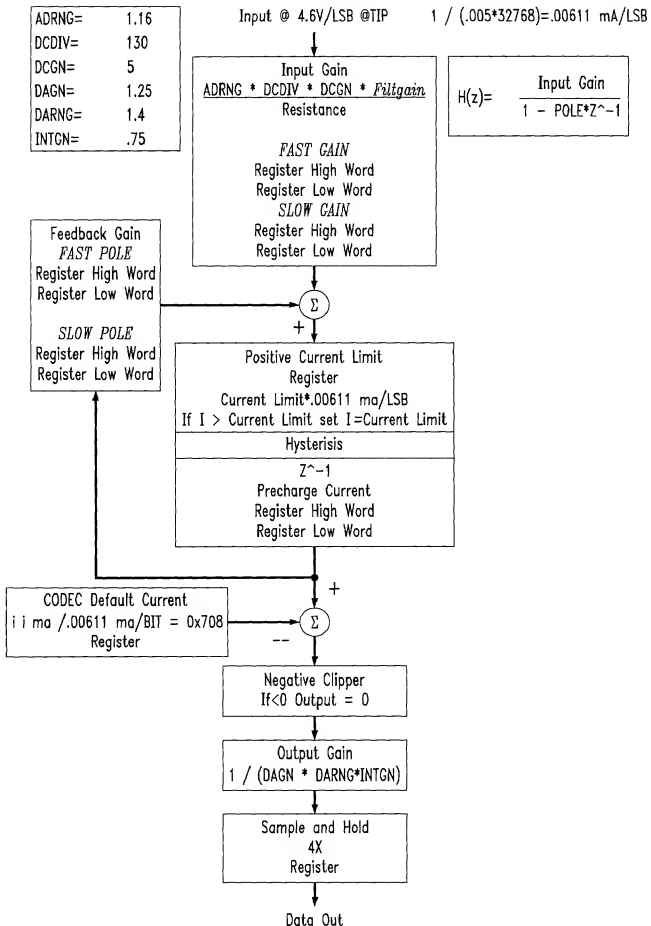 ADRNG= 1.16
DCDIV= 130
DCGN= 5
DAGN= 1.25
DARNG= 1.4
INTGN= .75
Input @ 4.6V/LSB @TIP 1 / (.005*32768)=.00611 mA/LSB
Input Gain
ADRNG * DCDIV * DCGN * Filtgain
Resistance
FAST GAIN
Register High Word
Register Low Word
SLOW GAIN
Register High Word
Register Low Word
H(z)= Input Gain
1 - POLE*Z^-1
Feedback Gain
FAST POLE
Register High Word
Register Low Word
SLOW POLE
Register High Word
Register Low Word
Σ
+
Positive Current Limit
Register
Current Limit*.00611 ma/LSB
If I > Current Limit set I=Current Limit
Hysterisis
Z^-1
Precharge Current
Register High Word
Register Low Word
+
CODEC Default Current
i i ma /.00611 ma/BIT = 0x708
Register
Σ
--
Negative Clipper
If<0 Output = 0
Output Gain
1 / (DAGN * DARNG*INTGN)
Sample and Hold
4X
Register
Data Out